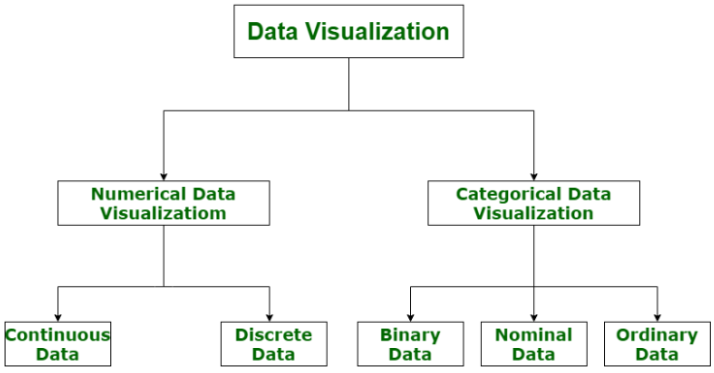 Data Visualization
Numerical Data
Visualizatiom
Categorical Data
Visualization
Continuous
Data
Discrete
Data
Binary
Data
Nominal
Data
Ordinary
Data